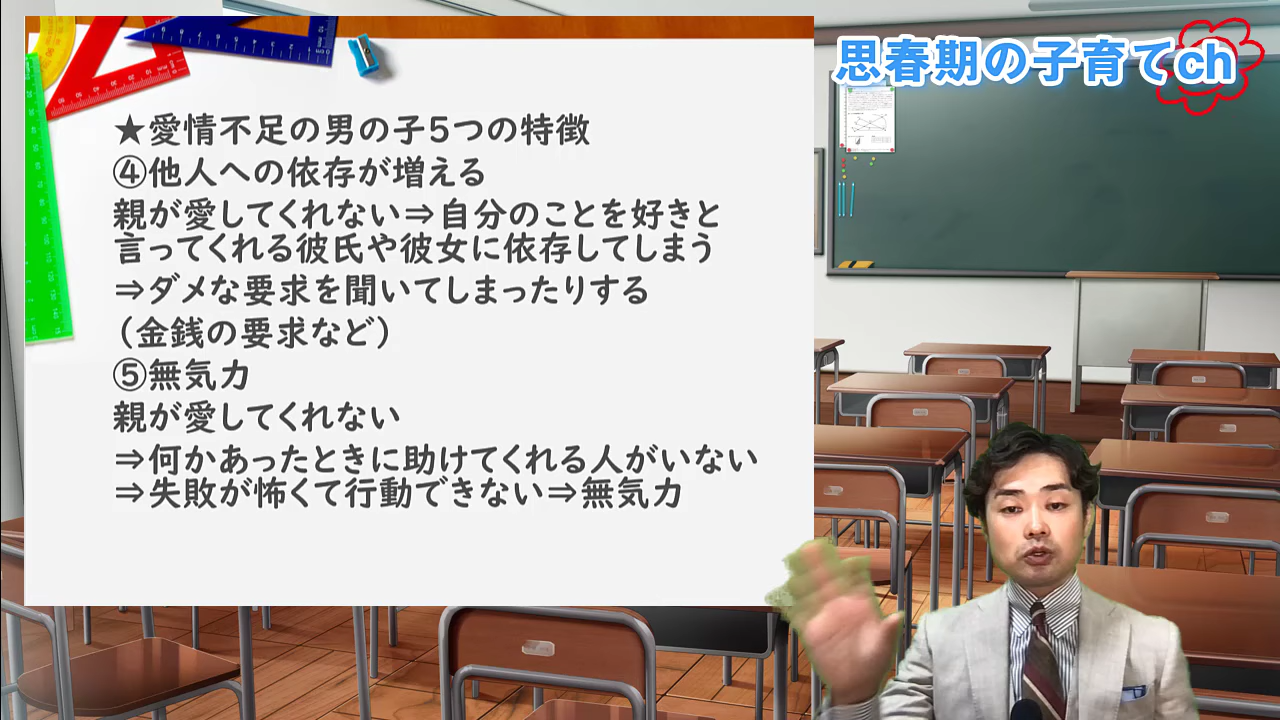 思春期の子育てch
★愛情不足の男の子5つの特徴
④他人への依存が増える
親が愛してくれない⇒自分のことを好きと
言ってくれる彼氏や彼女に依存してしまう
⇒ダメな要求を聞いてしまったりする
（金銭の要求など）
⑤無気力
親が愛してくれない
⇒何かあったときに助けてくれる人がいない
⇒失敗が怖くて行動できない⇒無気力